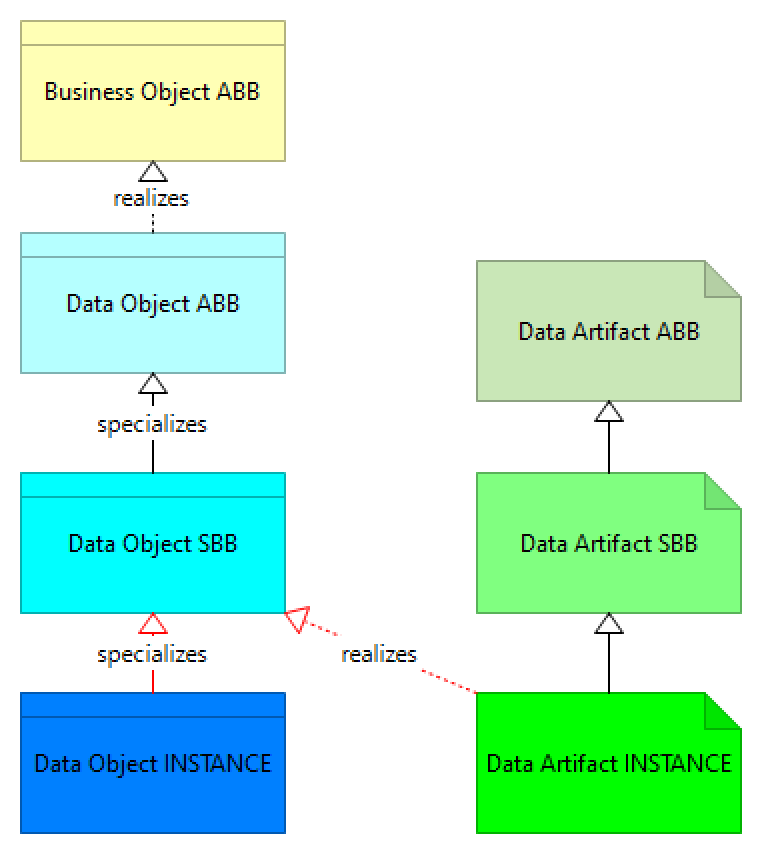 Business Object ABB
realizes
Data Object ABB
Data Artifact ABB
specializes
Data Object SBB
Data Artifact SBB
specializes
realizes
Data Object INSTANCE
Data Artifact INSTANCE